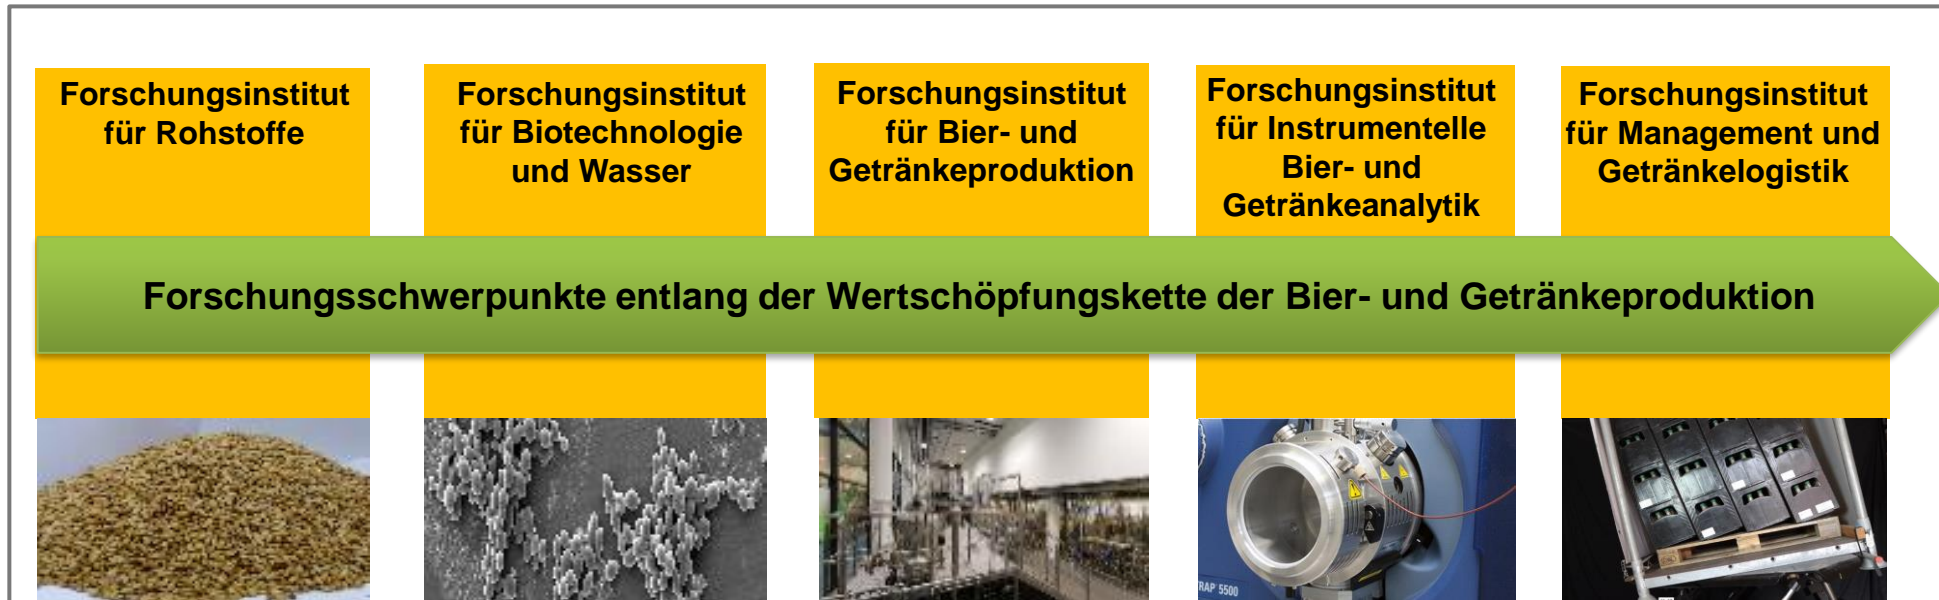 Forschungsinstitut
für Rohstoffe
Forschungsinstitut
für Biotechnologie
und Wasser
Forschungsinstitut
für Bier- und
Getränkeproduktion
Forschungsinstitut
für Instrumentelle
Bier- und
Getränkeanalytik
Forschungsinstitut
für Management und
Getränkelogistik
Forschungsschwerpunkte entlang der Wertschöpfungskette der Bier- und Getränkeproduktion
RAP 5500